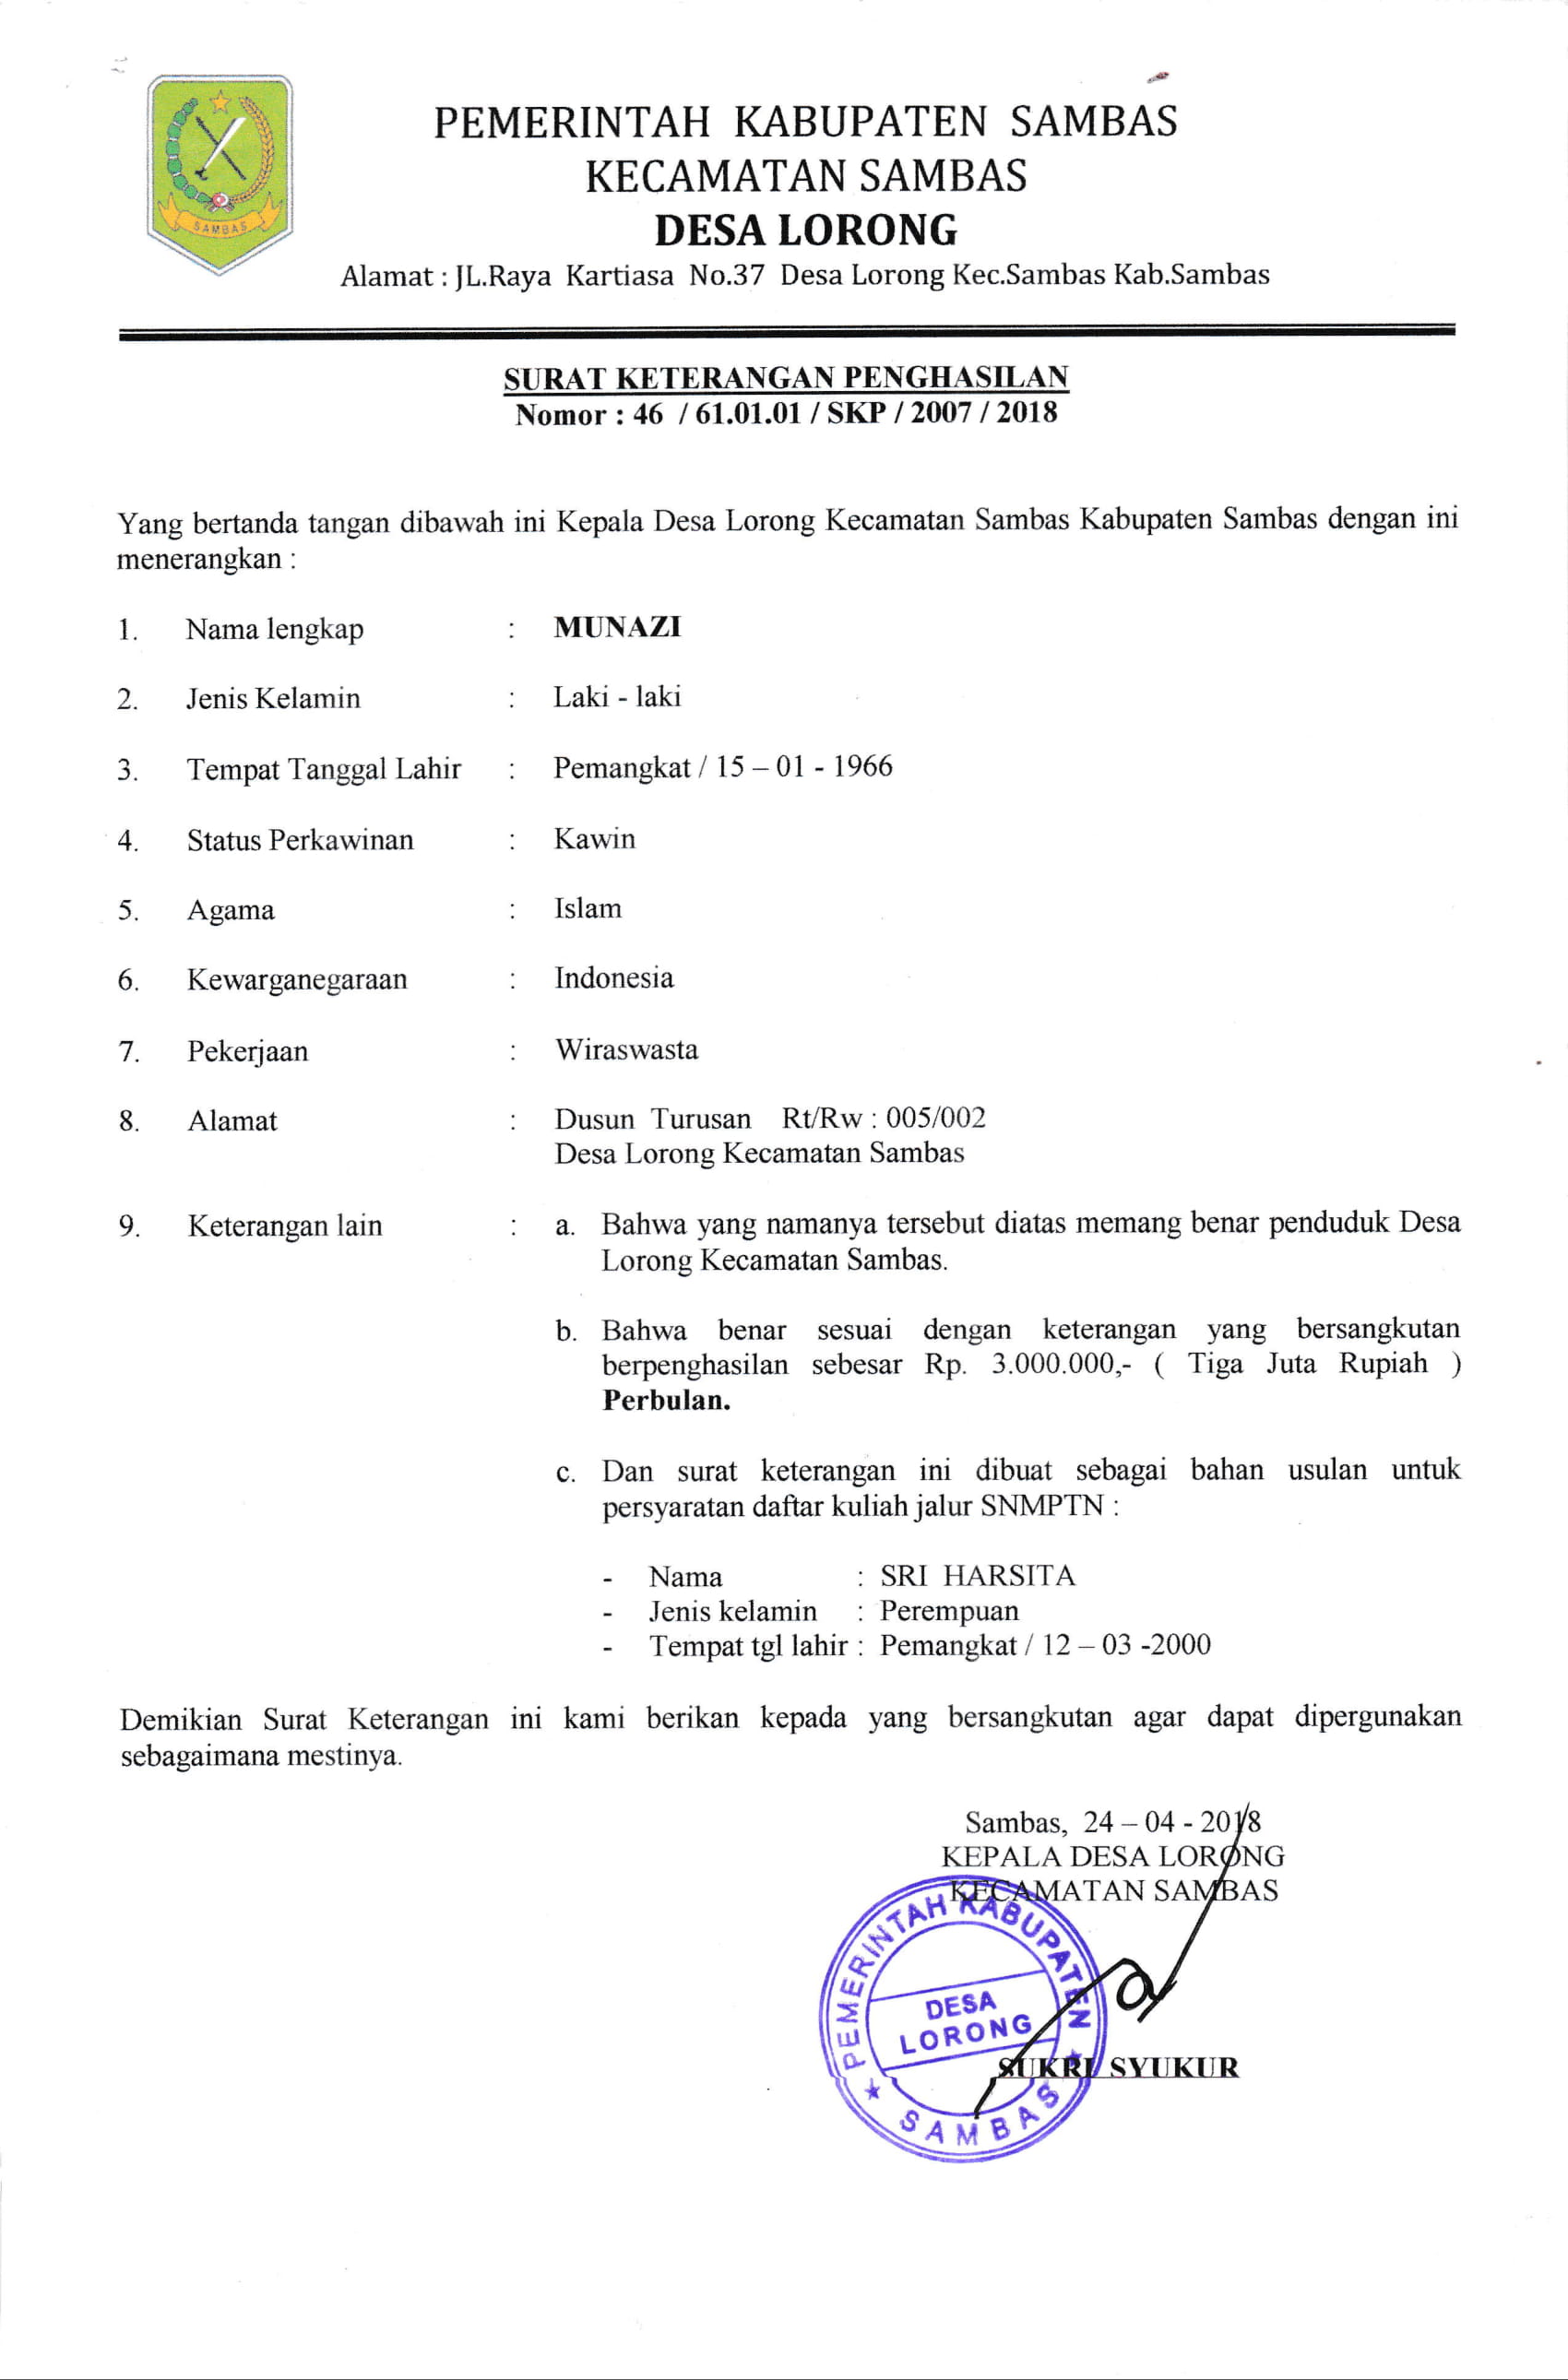 SAMBAS
PEMERINTAH KABUPATEN SAMBAS
KECAMATAN SAMBAS
DESA LORONG
Alamat : JL.Raya Kartiasa No.37 Desa Lorong Kec.Sambas Kab.Sambas
SURAT KETERANGAN PENGHASILAN
Nomor : 46 / 61.01.01 / SKP / 2007 / 2018
Yang bertanda tangan dibawah ini Kepala Desa Lorong Kecamatan Sambas Kabupaten Sambas dengan ini
menerangkan :
1. Nama lengkap : MUNAZI
2. Jenis Kelamin : Laki - laki
3. Tempat Tanggal Lahir : Pemangkat / 15 – 01 - 1966
4. Status Perkawinan : Kawin
5. Agama : Islam
6. Kewarganegaraan : Indonesia
7. Pekerjaan : Wiraswasta
8. Alamat : Dusun Turusan Rt/Rw : 005/002
Desa Lorong Kecamatan Sambas
9. Keterangan lain : a. Bahwa yang namanya tersebut diatas memang benar penduduk Desa
Lorong Kecamatan Sambas.
b. Bahwa benar sesuai dengan keterangan yang bersangkutan
berpenghasilan sebesar Rp. 3.000.000,- ( Tiga Juta Rupiah )
Perbulan.
c. Dan surat keterangan ini dibuat sebagai bahan usulan untuk
persyaratan daftar kuliah jalur SNMPTN :
- Nama : SRI HARSITA
- Jenis kelamin : Perempuan
- Tempat tgl lahir : Pemangkat / 12 – 03 -2000
Demikian Surat Keterangan ini kami berikan kepada yang bersangkutan agar dapat dipergunakan
sebagaimana mestinya.
Sambas, 24 – 04 - 2018
KEPALA DESA LORONG
KECAMATAN SAMBAS
PEMERINTAH KABUPATEN
DESA
LORONG
SAMBAS
SUKRI SYUKUR